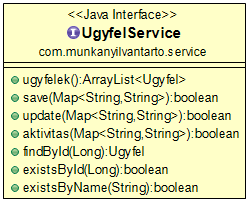 <<Java Interface>>
UgyfelService
com.munkanyilvantarto.service
ugyfelek():ArrayList<Ugyfel>
save(Map<String,String>):boolean
update(Map<String,String>):boolean
aktivitas(Map<String,String>):boolean
findById(Long):Ugyfel
existsById(Long):boolean
existsByName(String):boolean